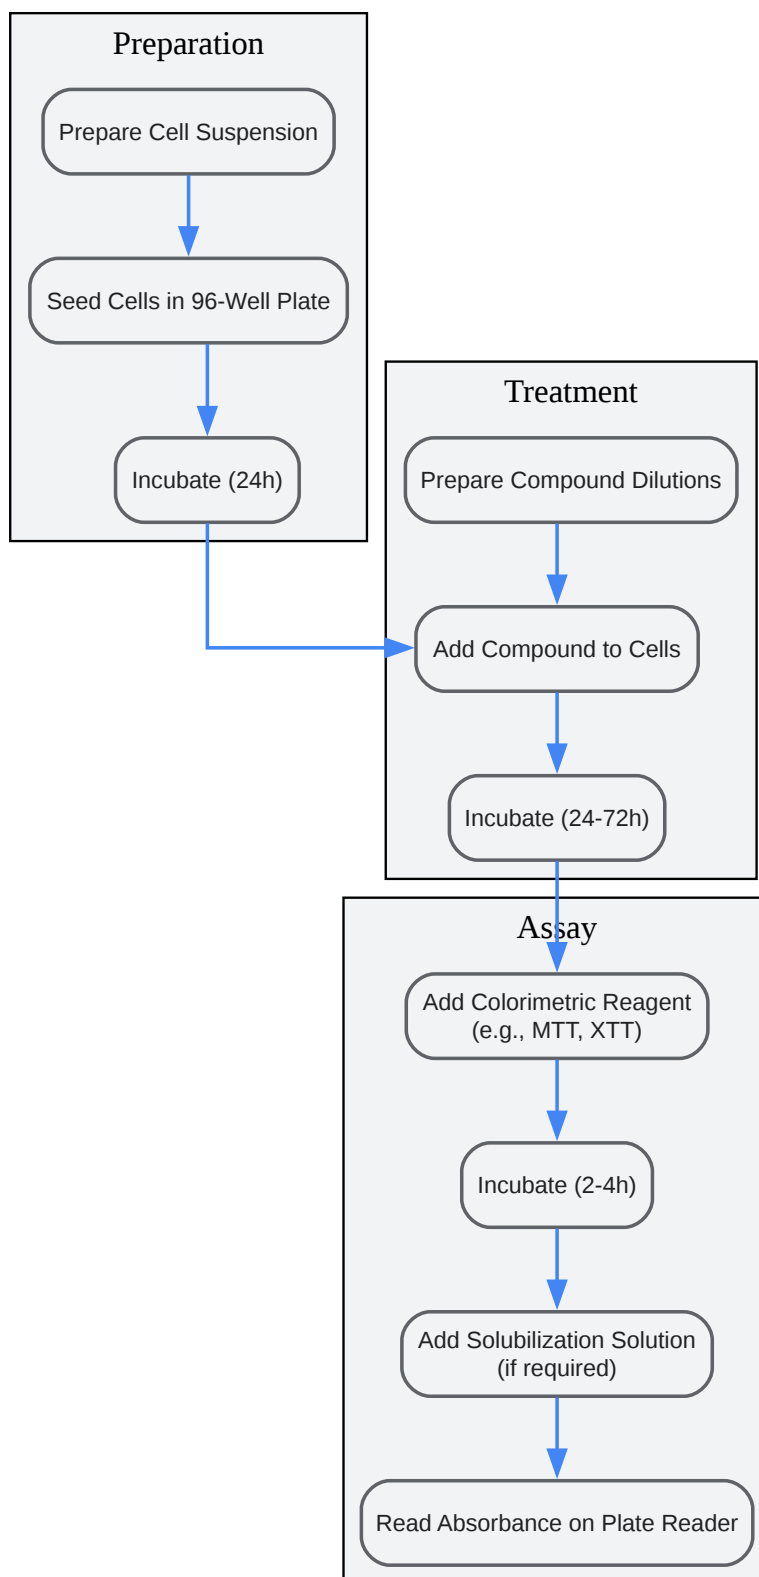 Preparation
Prepare Cell Suspension
Seed Cells in 96-Well Plate
Incubate (24h)
Treatment
Prepare Compound Dilutions
Add Compound to Cells
Incubate (24-72h)
Assay
Add Colorimetric Reagent
(e.g., MTT, XTT)
Incubate (2-4h)
Add Solubilization Solution
(if required)
Read Absorbance on Plate Reader